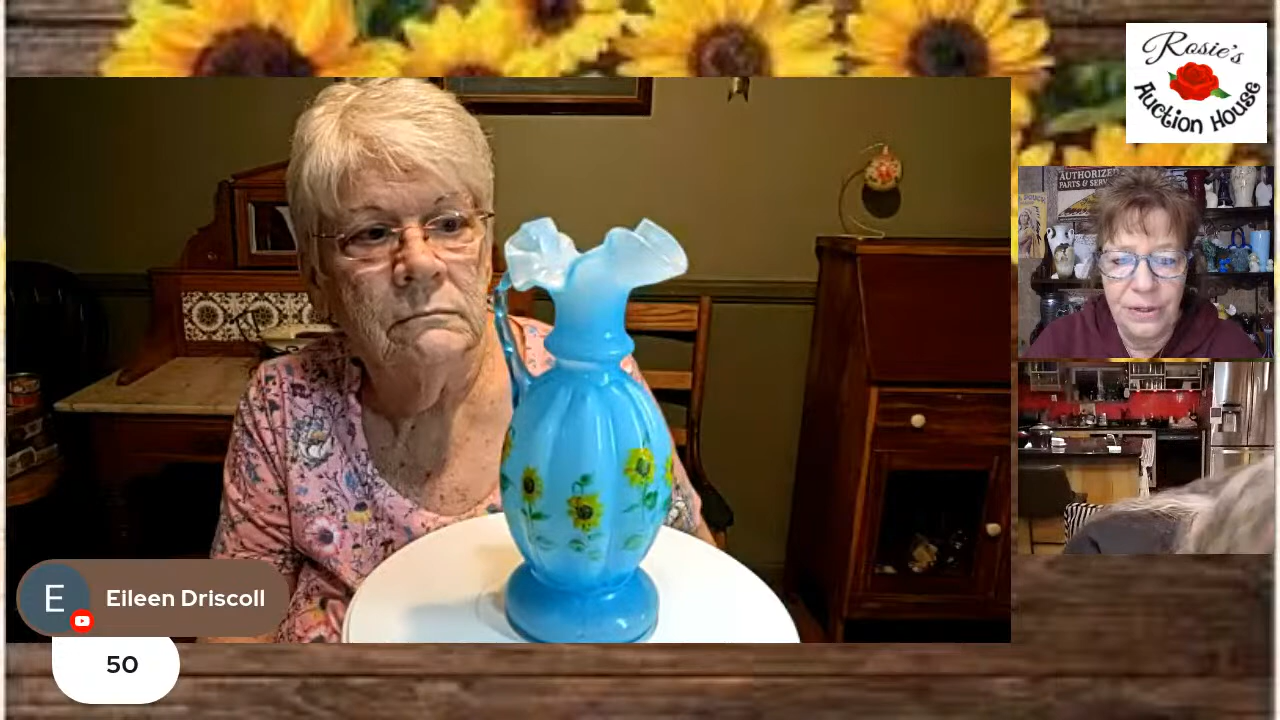 Rosie's
Auction House
AUTHORIZED
PARTS & SERV
Eileen Driscoll
50